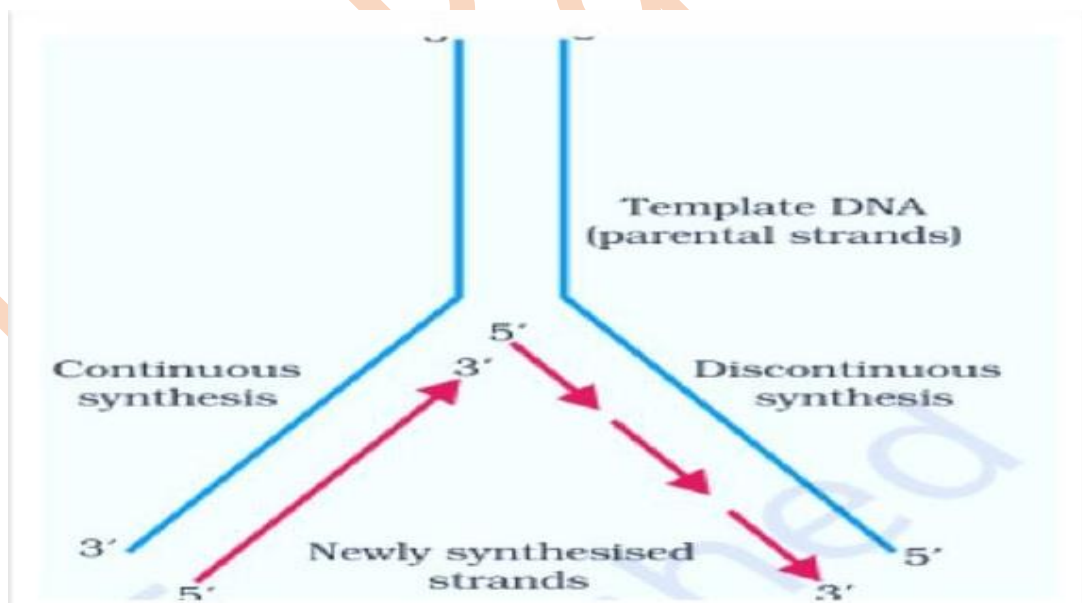 Template DNA
(parental strands)
5′
3′
Continuous
synthesis
Discontinuous
synthesis
3′
Newly synthesised
strands
5′
5′
3′